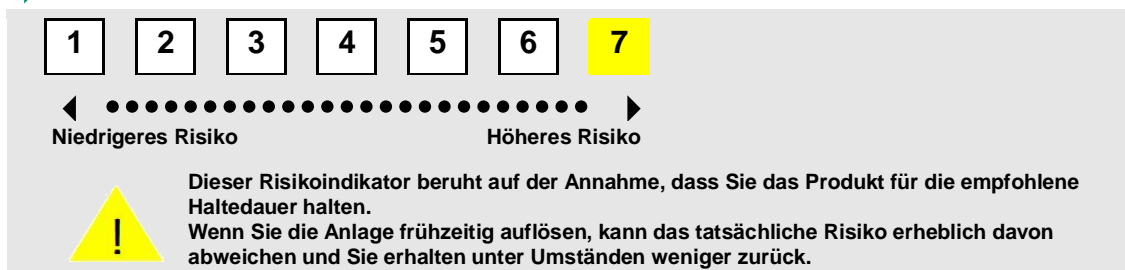 1 2 3 4 5 6 7
Niedrigeres Risiko Höheres Risiko
Dieser Risikoindikator beruht auf der Annahme, dass Sie das Produkt für die empfohlene
Haltedauer halten.
Wenn Sie die Anlage frühzeitig auflösen, kann das tatsächliche Risiko erheblich davon
abweichen und Sie erhalten unter Umständen weniger zurück.
!